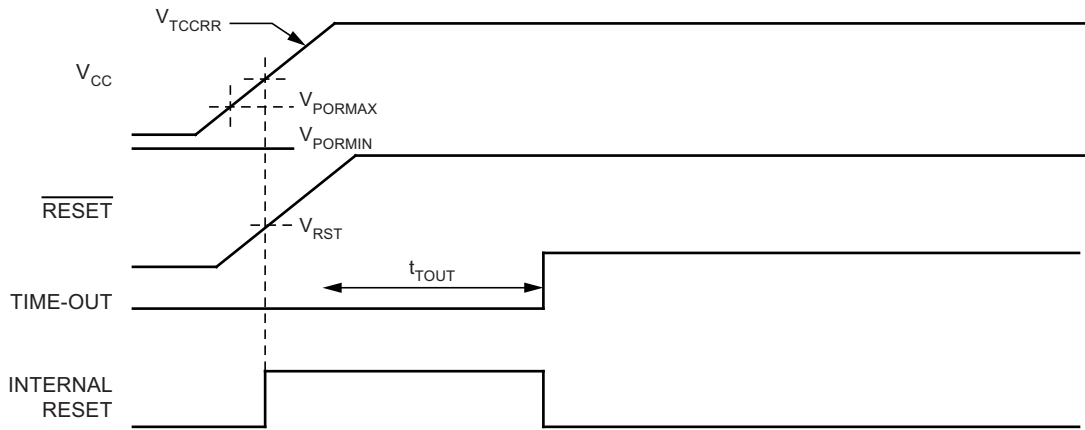 VTCCRR
VCC
VPORMAX
VPORMIN
RESET
VRST
tTOUT
TIME-OUT
INTERNAL
RESET